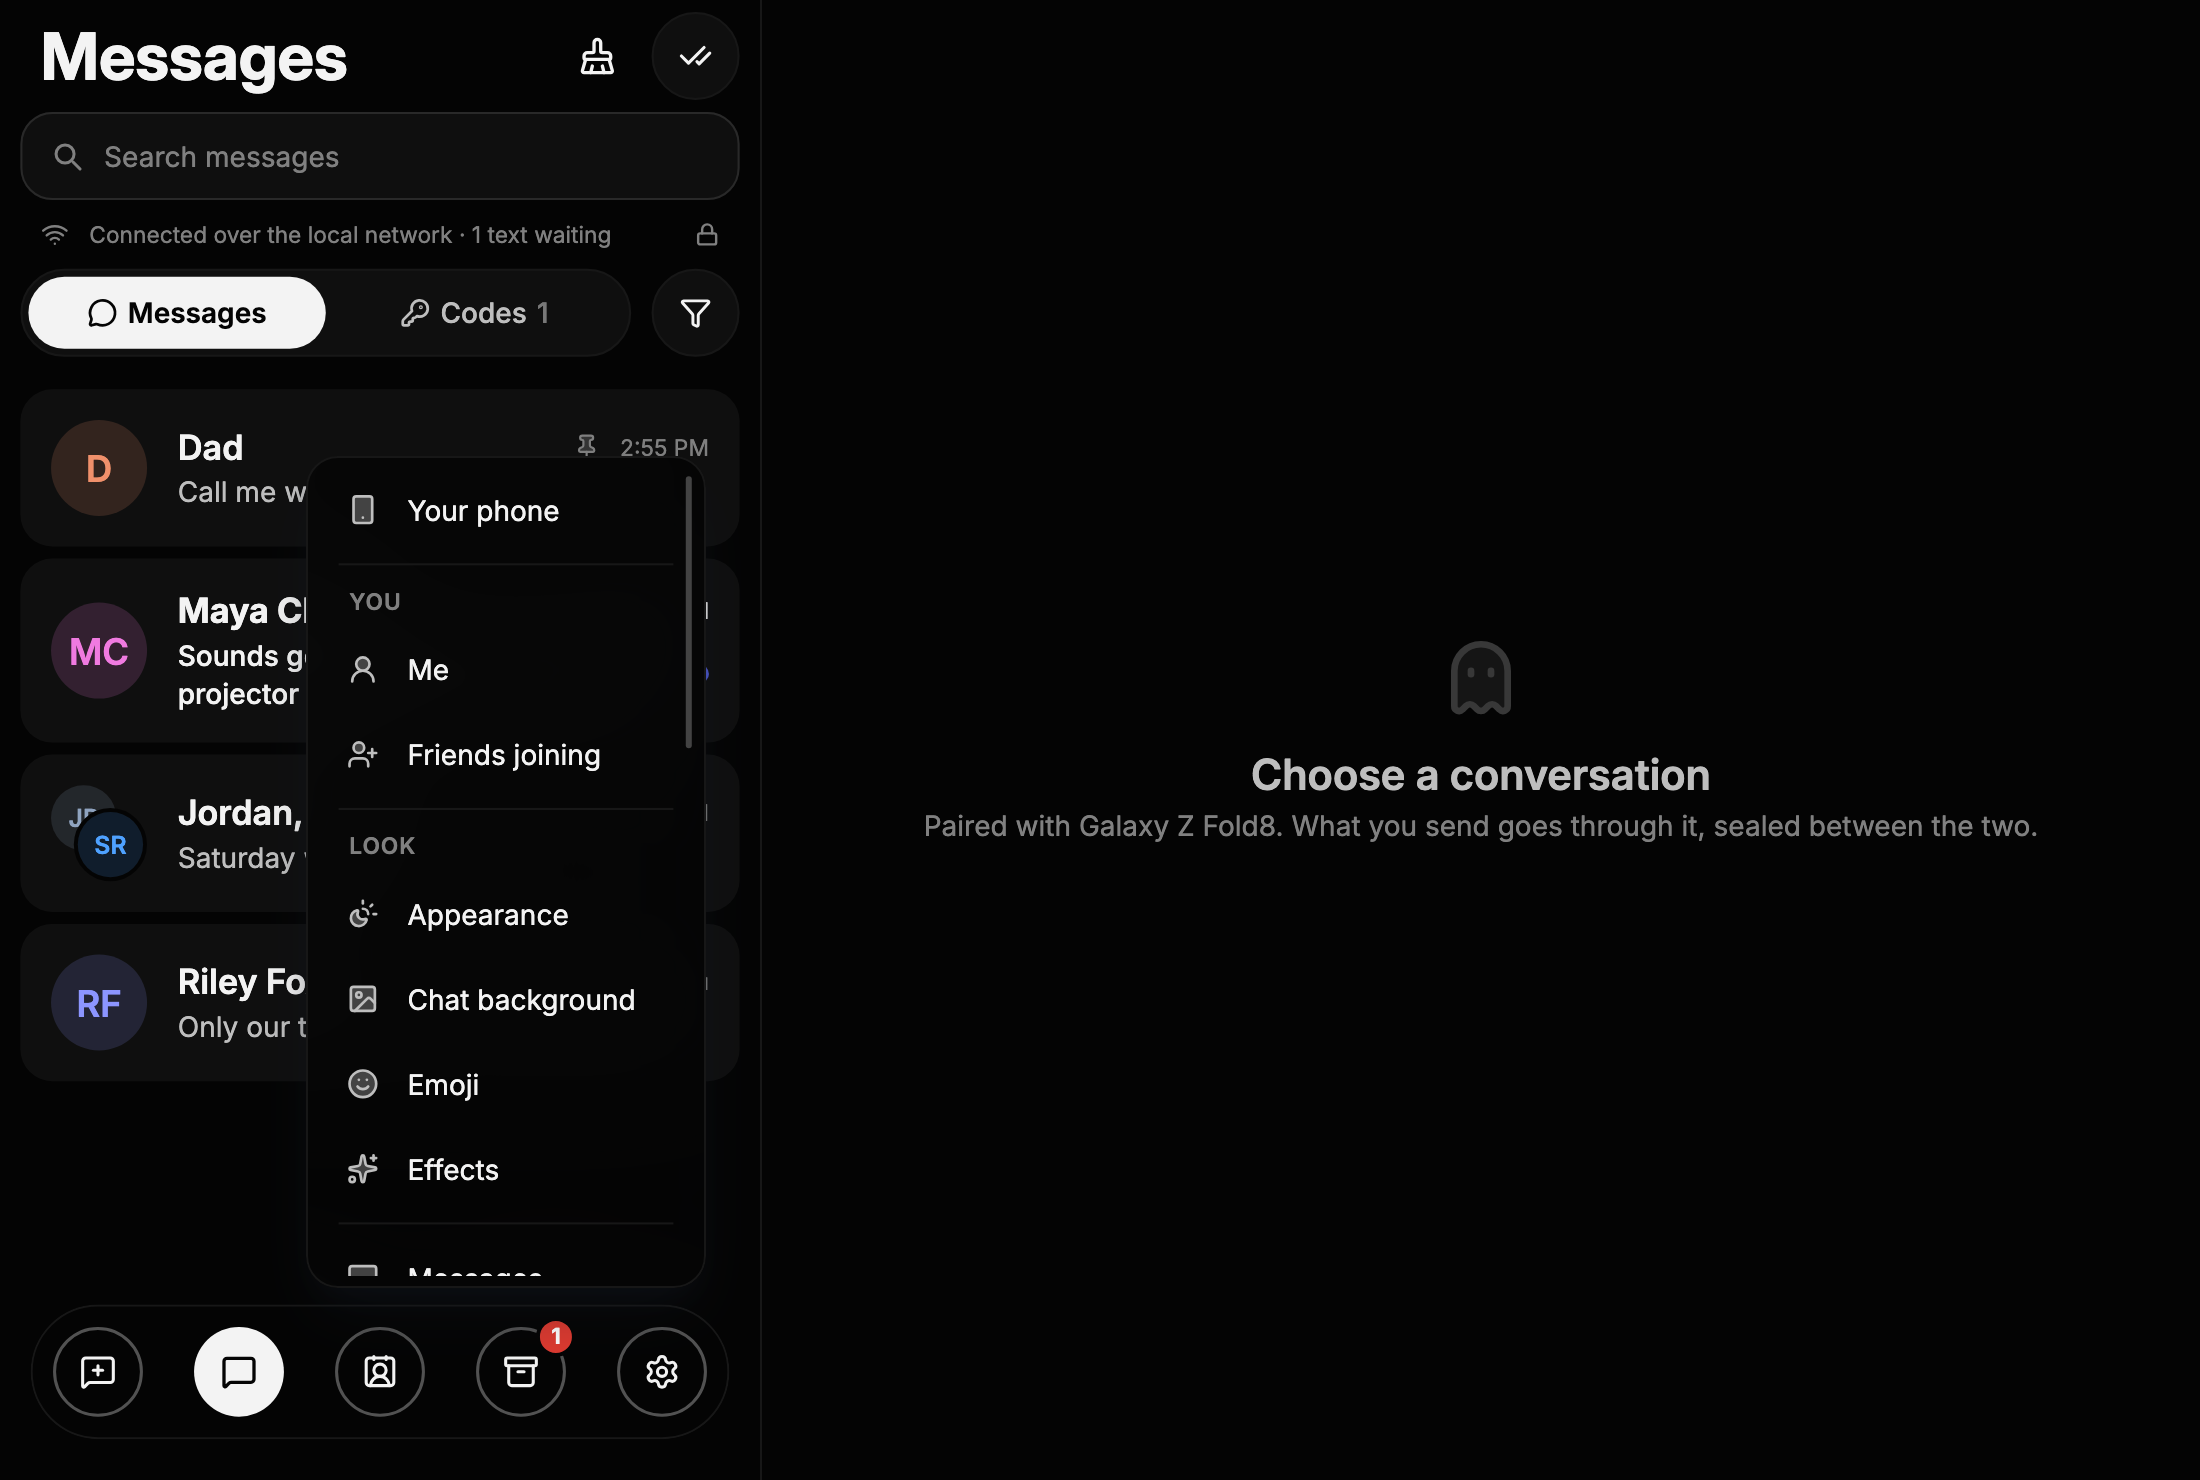 Messages
Search messages
Connected over the local network · 1 text waiting
Messages
Codes 1
D
Dad
2:55 PM
Call me
MC
Maya
Sounds
projector
SR
Jordan,
Saturday
RF
Riley
Only our
Your phone
YOU
Me
Friends joining
LOOK
Appearance
Chat background
Emoji
Effects
Messages
1
Choose a conversation
Paired with Galaxy Z Fold8. What you send goes through it, sealed between the two.